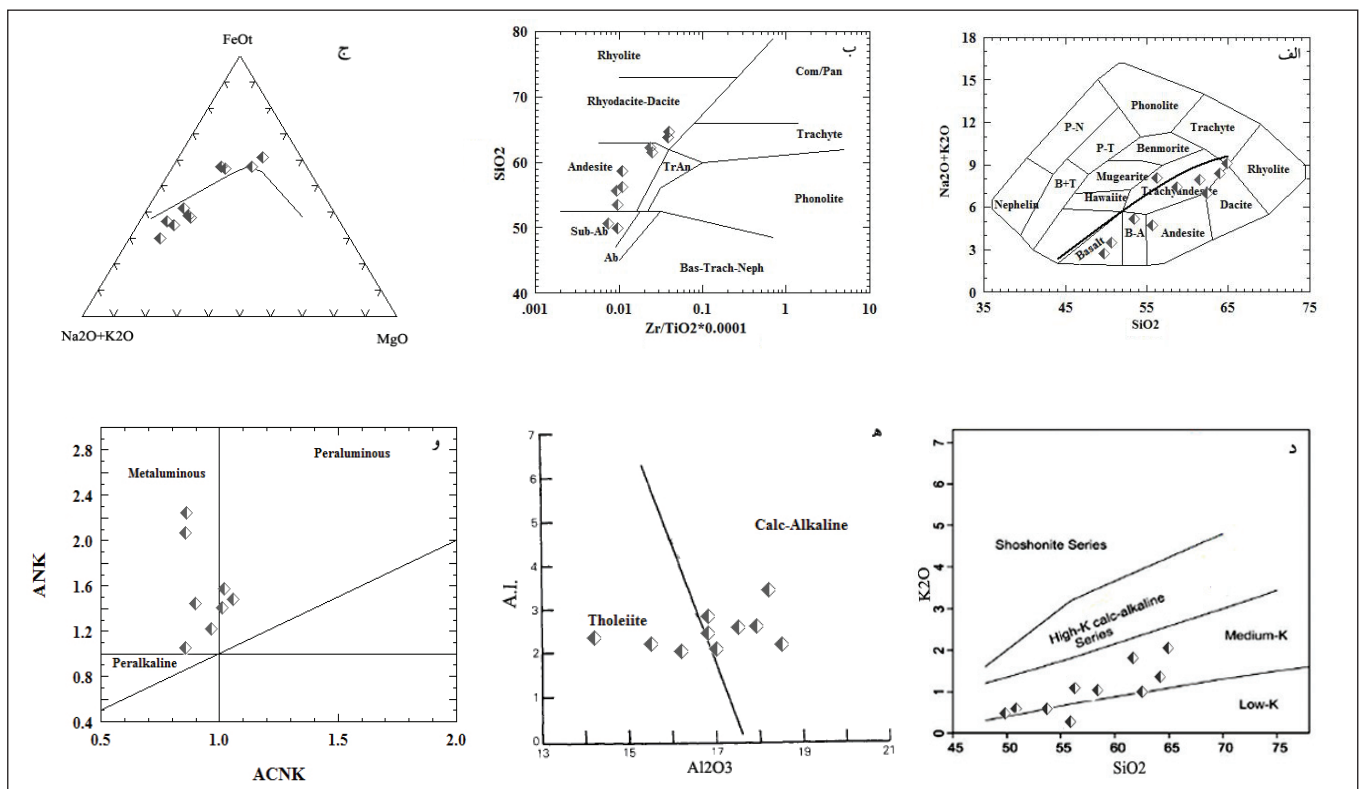 ج
FeOt
Na2O+K2O
MgO
ب
80
70
60
50
40
SiO2
Rhyolite
Com/Pan
Rhyodacite-Dacite
Trachyte
Andesite
TrAn
Phonolite
Sub-Ab
Ab
Bas-Trach-Neph
.001
0.01
0.1
1
10
Zr/TiO2*0.0001
الف
18
15
12
9
6
3
0
Na2O+K2O
Phonolite
P-N
Trachyte
P-T
Benmorite
B+T
Mugearite
Rhyolite
Hawaiite
Trachyandesite
Nephelin
Dacite
Basalt
B-A
Andesite
35
45
55
65
75
SiO2
و
2.8
2.4
2.0
1.6
1.2
0.8
0.4
ANK
Metaluminous
Peraluminous
Peralkaline
0.5
1.0
1.5
2.0
ACNK
ه
7
6
5
4
3
2
1
0
A.I.
Calc-Alkaline
Tholeiite
13
15
17
19
21
Al2O3
د
7
6
5
4
3
2
1
0
K2O
Shoshonite Series
High-K calc-alkaline
Series
Medium-K
Low-K
45
50
55
60
65
70
75
SiO2